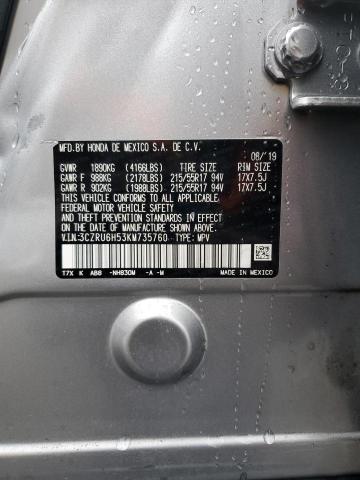 MFD.BY HONDA DE MEXICO S.A. DE C.V.
08/'19
GVWR 1890KG (4166LBS) TIRE SIZE RIM SIZE
GAWR F 988KG (2178LBS) 215/55R17 94V 17X7.5J
GAWR R 902KG (1988LBS) 215/55R17 94V 17X7.5J
THIS VEHICLE CONFORMS TO ALL APPLICABLE
FEDERAL MOTOR VEHICLE SAFETY
AND THEFT PREVENTION STANDARDS IN EFFECT
ON THE DATE OF MANUFACTURE SHOWN ABOVE.
V.I.N:3CZRU6H53KM735760 TYPE: MPV
T7X K AB8 -NH830M -A -M MADE IN MEXICO